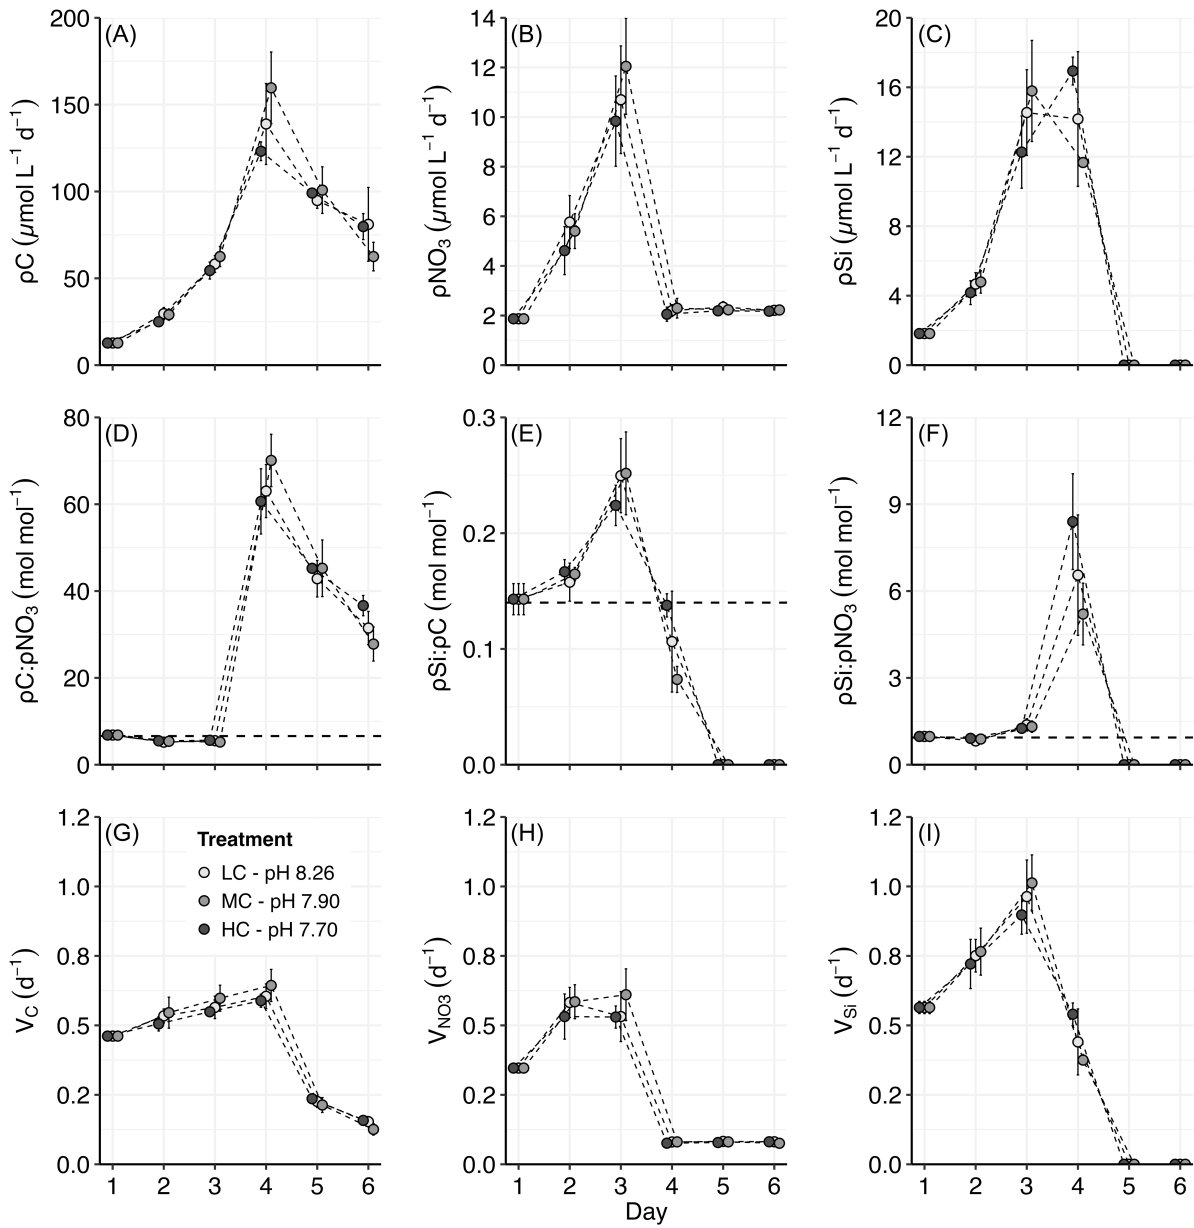 (A)
200
150
100
50
0
ρC (µmol L⁻¹ d⁻¹)
(B)
14
12
10
8
6
4
2
0
ρNO₃ (µmol L⁻¹ d⁻¹)
(C)
20
16
12
8
4
0
ρSi (µmol L⁻¹ d⁻¹)
(D)
80
60
40
20
0
ρC:ρNO₃ (mol mol⁻¹)
(E)
0.3
0.2
0.1
0.0
ρSi:ρC (mol mol⁻¹)
(F)
12
9
6
3
0
ρSi:ρNO₃ (mol mol⁻¹)
(G)
1.2
1.0
0.8
0.5
0.2
0.0
V_C (d⁻¹)
Treatment
LC - pH 8.26
MC - pH 7.90
HC - pH 7.70
1 2 3 4 5 6
(H)
1.2
1.0
0.8
0.5
0.2
0.0
V_NO3 (d⁻¹)
1 2 3 4 5 6
Day
(I)
1.2
1.0
0.8
0.5
0.2
0.0
V_Si (d⁻¹)
1 2 3 4 5 6